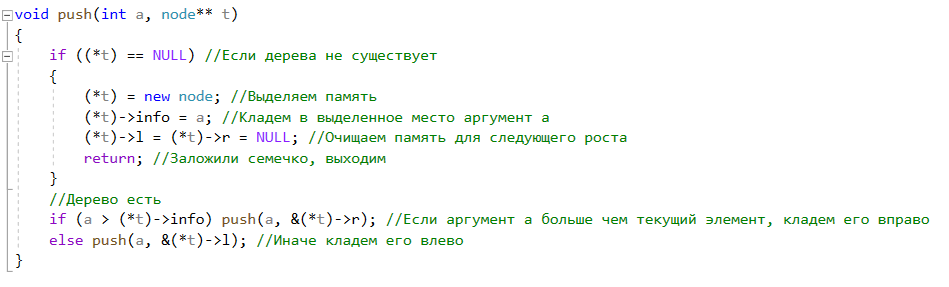 void push(int a, node** t)
{
    if ((*t) == NULL) //Если дерева не существует
    {
        (*t) = new node; //Выделяем память
        (*t)->info = a; //Кладем в выделенное место аргумент a
        (*t)->l = (*t)->r = NULL; //Очищаем память для следующего роста
        return; //Заложили семечко, выходим
    }
    //Дерево есть
    if (a > (*t)->info) push(a, &(*t)->r); //Если аргумент а больше чем текущий элемент, кладем его вправо
    else push(a, &(*t)->l); //Иначе кладем его влево
}